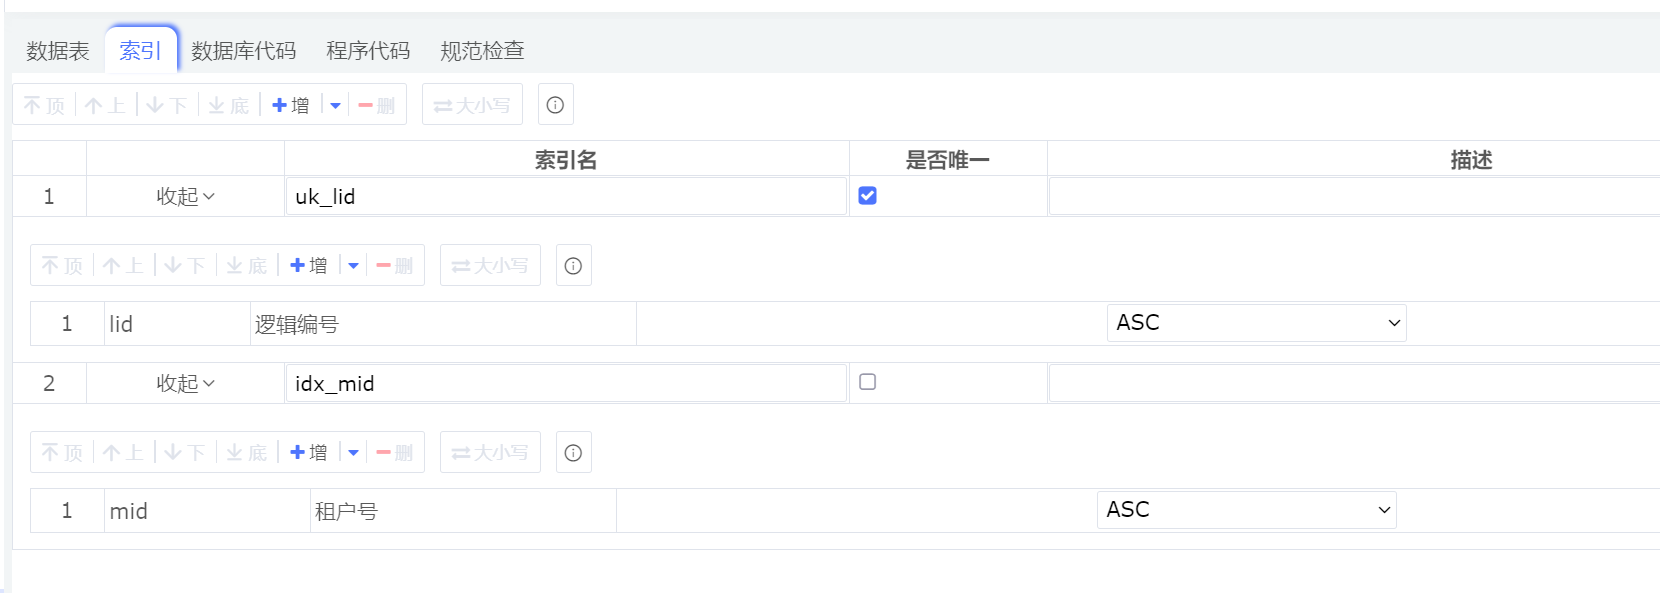 数据表 索引 数据库代码 程序代码 规范检查
顶 上 下 底 增 删 大小写
索引名 是否唯一 描述
1 收起 uk_lid
顶 上 下 底 增 删 大小写
1 lid 逻辑编号 ASC
2 收起 idx_mid
顶 上 下 底 增 删 大小写
1 mid 租户号 ASC